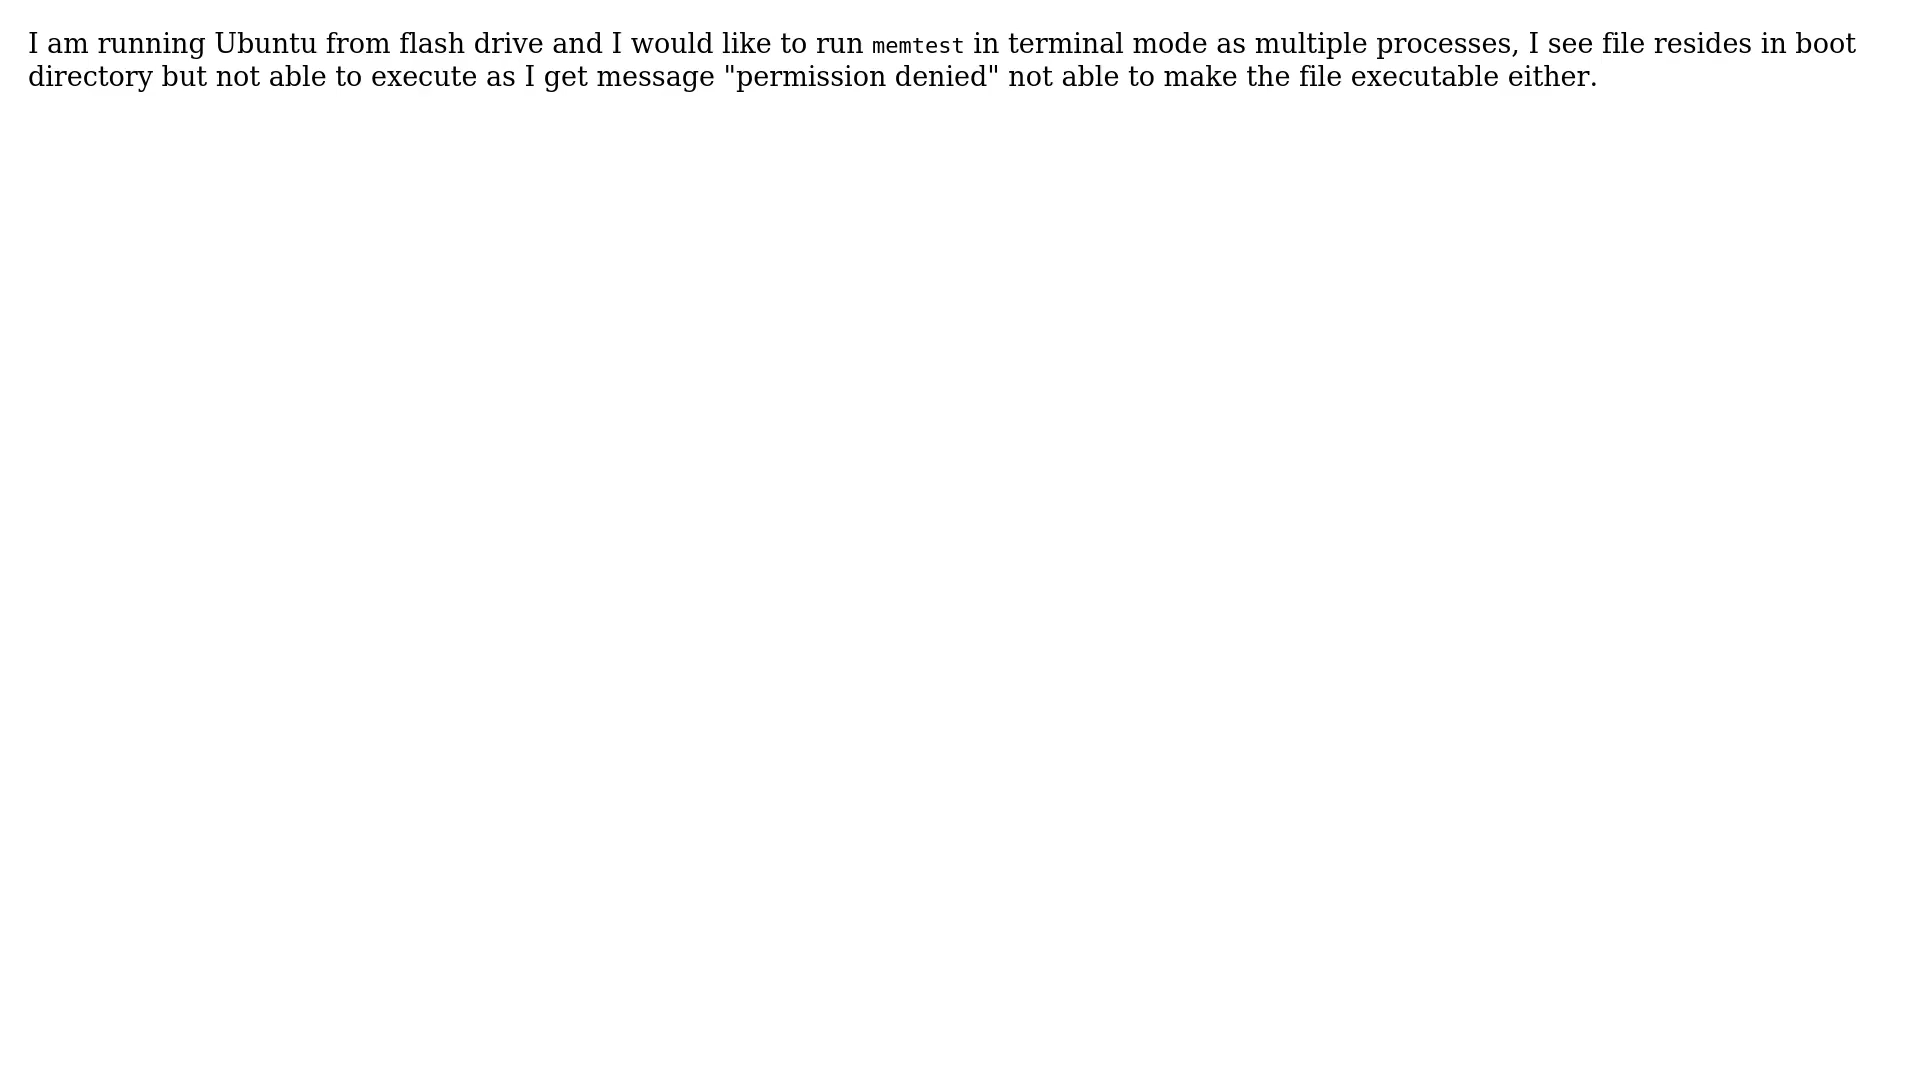 I am running Ubuntu from flash drive and I would like to run memtest in terminal mode as multiple processes, I see file resides in boot
directory but not able to execute as I get message "permission denied" not able to make the file executable either.